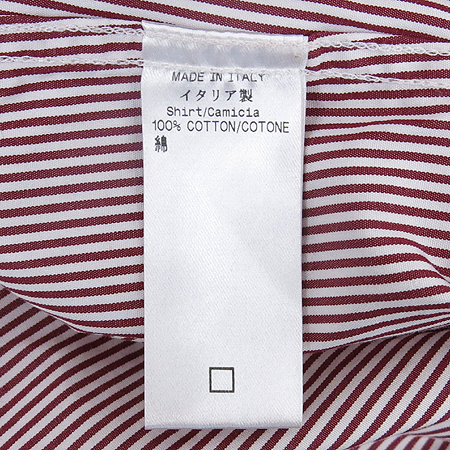 MADE IN ITALY
イタリア製
Shirt/Camicia
100% COTTON/COTONE
綿